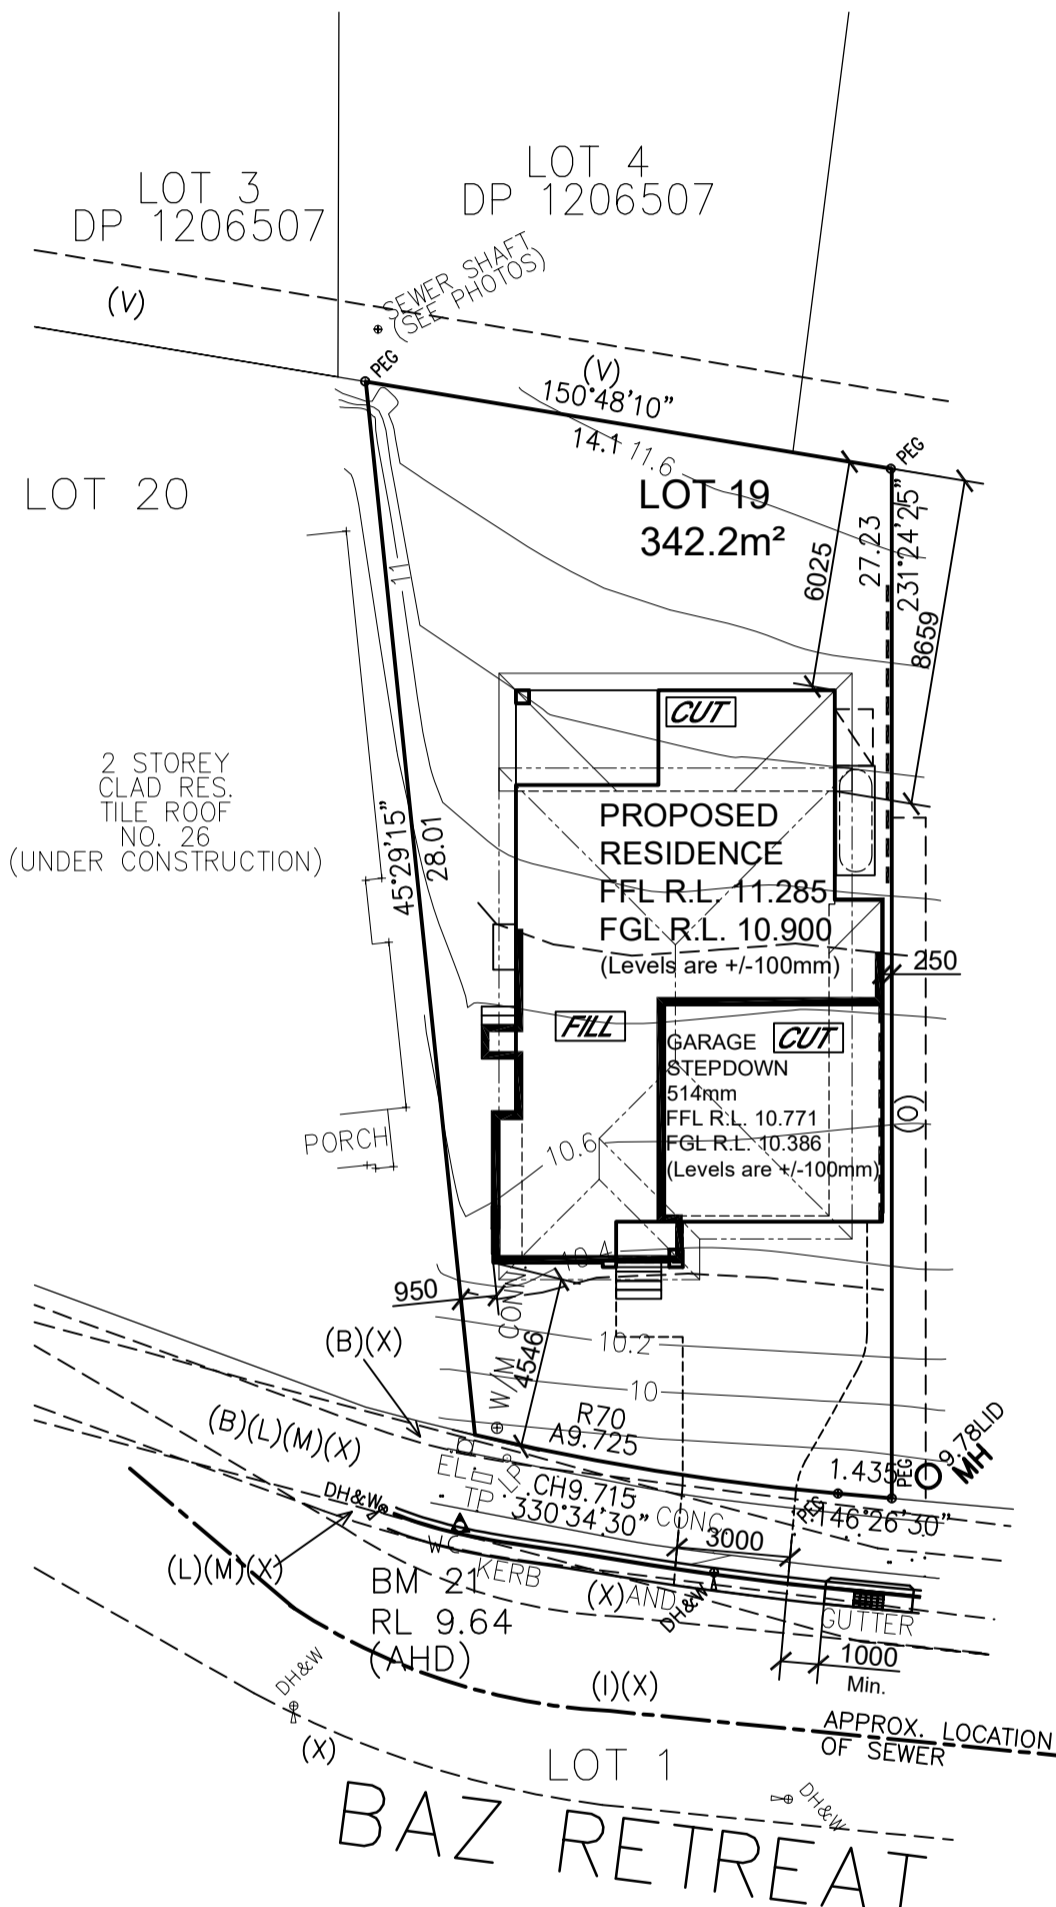 LOT 3
DP 1206507
LOT 4
DP 1206507
SEWER SHAFT
(SEE PHOTOS)
(V)
PEG
(V)
150°48'10"
14.1
11.6
PEG
LOT 20
LOT 19
342.2m²
27.23
231°24'25"
6025
8659
11
CUT
2 STOREY
CLAD RES.
TILE ROOF
NO. 26
(UNDER CONSTRUCTION)
45°29'15"
28.01
PROPOSED
RESIDENCE
FFL R.L. 11.285
FGL R.L. 10.900
(Levels are +/-100mm)
250
FILL
CUT
GARAGE
STEPDOWN
514mm
FFL R.L. 10.771
FGL R.L. 10.386
(Levels are +/-100mm)
(O)
PORCH
10.6
10.4
950
W/M CONN.
4546
10.2
10
(B)(X)
R70
A9.725
(B)(L)(M)(X)
EL
LP
TP
CH9.715
330°34'30"
CONC.
1.435
PEG
PEG
146°26'30"
9.78LID
MH
DH&W
3000
(L)(M)(X)
WC
KERB
AND
GUTTER
(X)
DH&W
BM 21
RL 9.64
(AHD)
1000
Min.
DH&W
(I)(X)
APPROX. LOCATION
OF SEWER
(X)
LOT 1
DH&W
BAZ RETREAT